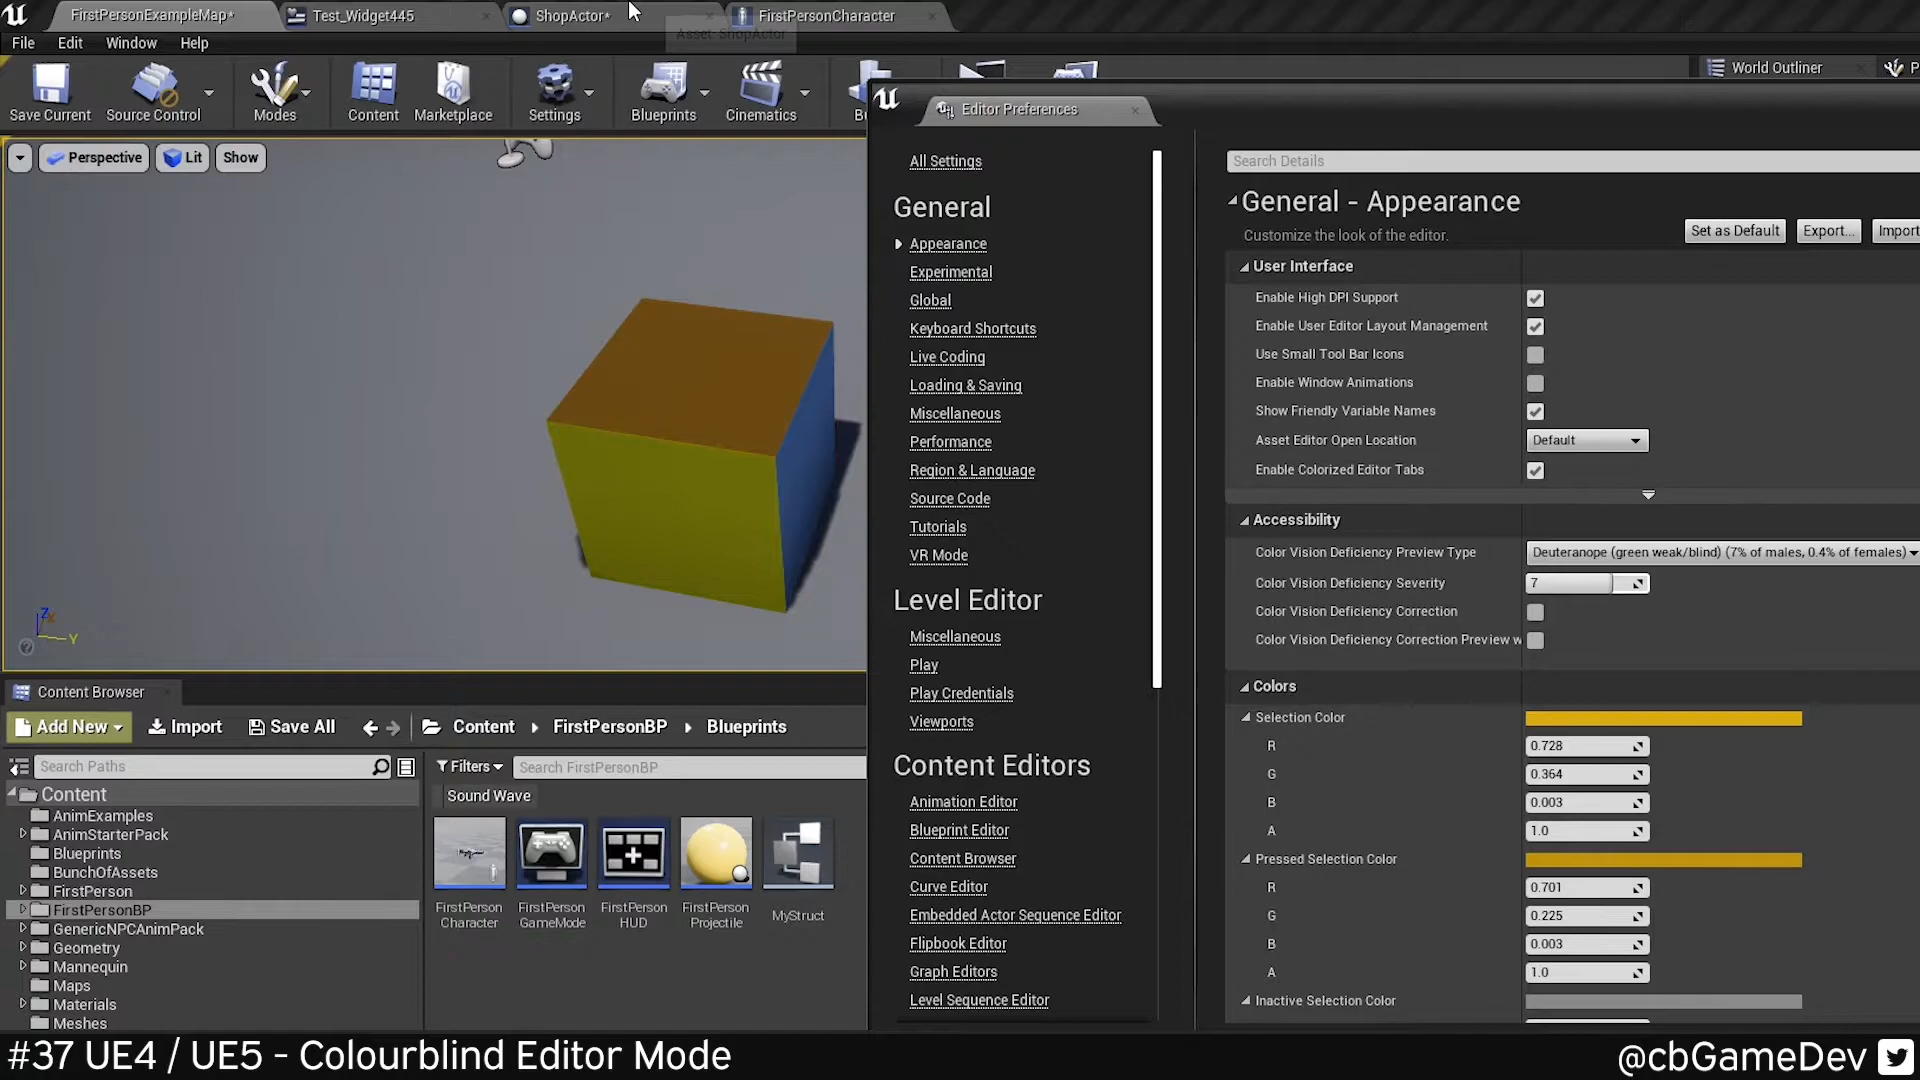 FirstPersonExampleMap*
Test_Widget445
ShopActor*
FirstPersonCharacter
Asset: ShopActor
File
Edit
Window
Help
Save Current
Source Control
Modes
Content
Marketplace
Settings
Blueprints
Cinematics
World Outliner
Perspective
Lit
Show
Editor Preferences
All Settings
General
Appearance
Experimental
Global
Keyboard Shortcuts
Live Coding
Loading & Saving
Miscellaneous
Performance
Region & Language
Source Code
Tutorials
VR Mode
Level Editor
Miscellaneous
Play
Play Credentials
Viewports
Content Editors
Animation Editor
Blueprint Editor
Content Browser
Curve Editor
Embedded Actor Sequence Editor
Flipbook Editor
Graph Editors
Level Sequence Editor
Search Details
General - Appearance
Customize the look of the editor.
Set as Default
Export...
Import
User Interface
Enable High DPI Support
Enable User Editor Layout Management
Use Small Tool Bar Icons
Enable Window Animations
Show Friendly Variable Names
Asset Editor Open Location
Default
Enable Colorized Editor Tabs
Accessibility
Color Vision Deficiency Preview Type
Deuteranope (green weak/blind) (7% of males, 0.4% of females)
Color Vision Deficiency Severity
7
Color Vision Deficiency Correction
Color Vision Deficiency Correction Preview w
Colors
Selection Color
R
0.728
G
0.364
B
0.003
A
1.0
Pressed Selection Color
R
0.701
G
0.225
B
0.003
A
1.0
Inactive Selection Color
Z
X
Y
Content Browser
Add New
Import
Save All
Content
FirstPersonBP
Blueprints
Search Paths
Filters
Search FirstPersonBP
Sound Wave
Content
AnimExamples
AnimStarterPack
Blueprints
BunchOfAssets
FirstPerson
FirstPersonBP
GenericNPCAnimPack
Geometry
Mannequin
Maps
Materials
Meshes
FirstPerson
Character
FirstPerson
GameMode
FirstPerson
HUD
FirstPerson
Projectile
MyStruct
#37 UE4 / UE5 - Colourblind Editor Mode
@cbGameDev